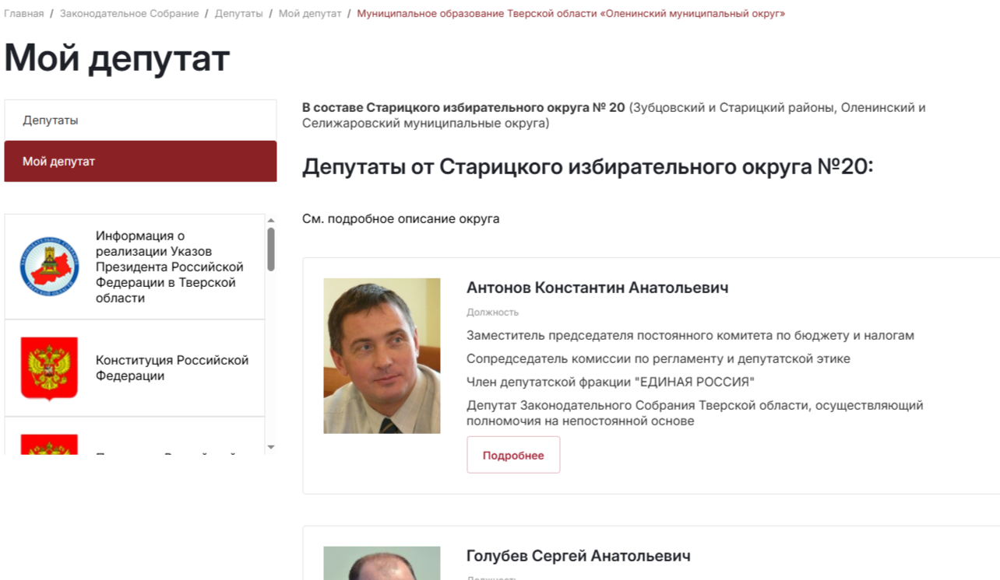 Главная / Законодательное Собрание / Депутаты / Мой депутат / Муниципальное образование Тверской области «Оленинский муниципальный округ»
Мой депутат
Депутаты
Мой депутат
Информация о
реализации Указов
Президента Российской
Федерации в Тверской
области
Конституция Российской
Федерации
В составе Старицкого избирательного округа № 20 (Зубцовский и Старицкий районы, Оленинский и
Селижаровский муниципальные округа)
Депутаты от Старицкого избирательного округа №20:
См. подробное описание округа
Антонов Константин Анатольевич
Должность
Заместитель председателя постоянного комитета по бюджету и налогам
Сопредседатель комиссии по регламенту и депутатской этике
Член депутатской фракции "ЕДИНАЯ РОССИЯ"
Депутат Законодательного Собрания Тверской области, осуществляющий
полномочия на непостоянной основе
Подробнее
Голубев Сергей Анатольевич
Должность